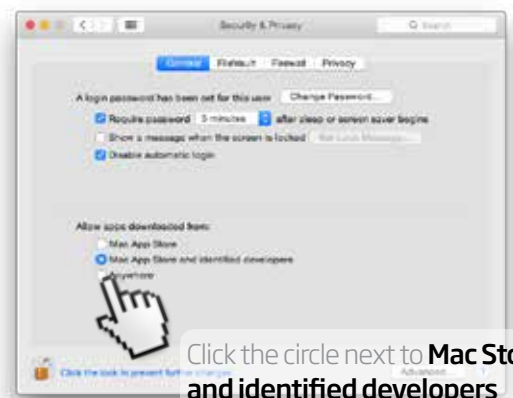 Security & Privacy
Search
General FileVault Firewall Privacy
A login password has been set for this user Change Password...
Require password 5 minutes after sleep or screen saver begins
Show a message when the screen is locked Set Lock Message...
Disable automatic login
Allow apps downloaded from:
Mac App Store
Mac App Store and identified developers
Anywhere
Click the lock to prevent further changes.
Advanced...
?
Click the circle next to Mac Sto
and identified developers